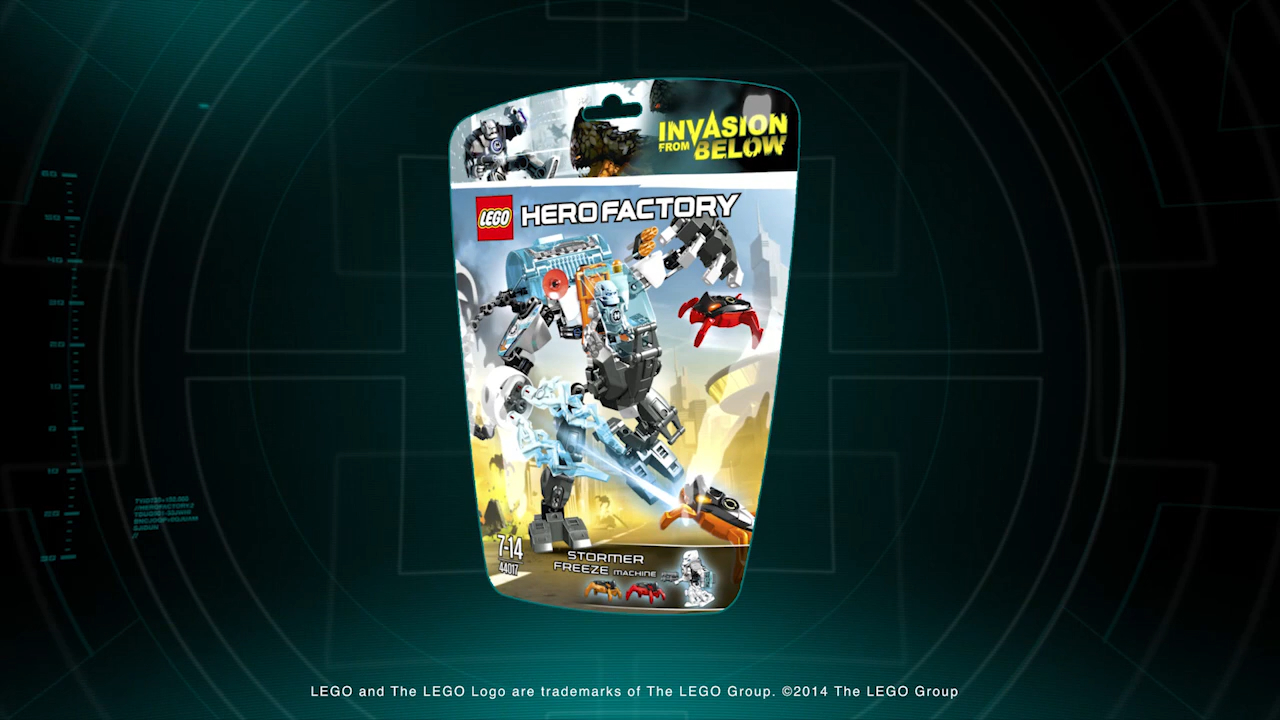 INVASION
FROM BELOW
LEGO
HERO FACTORY
7-14
44017
STORMER
FREEZE MACHINE
LEGO and The LEGO Logo are trademarks of The LEGO Group. ©2014 The LEGO Group